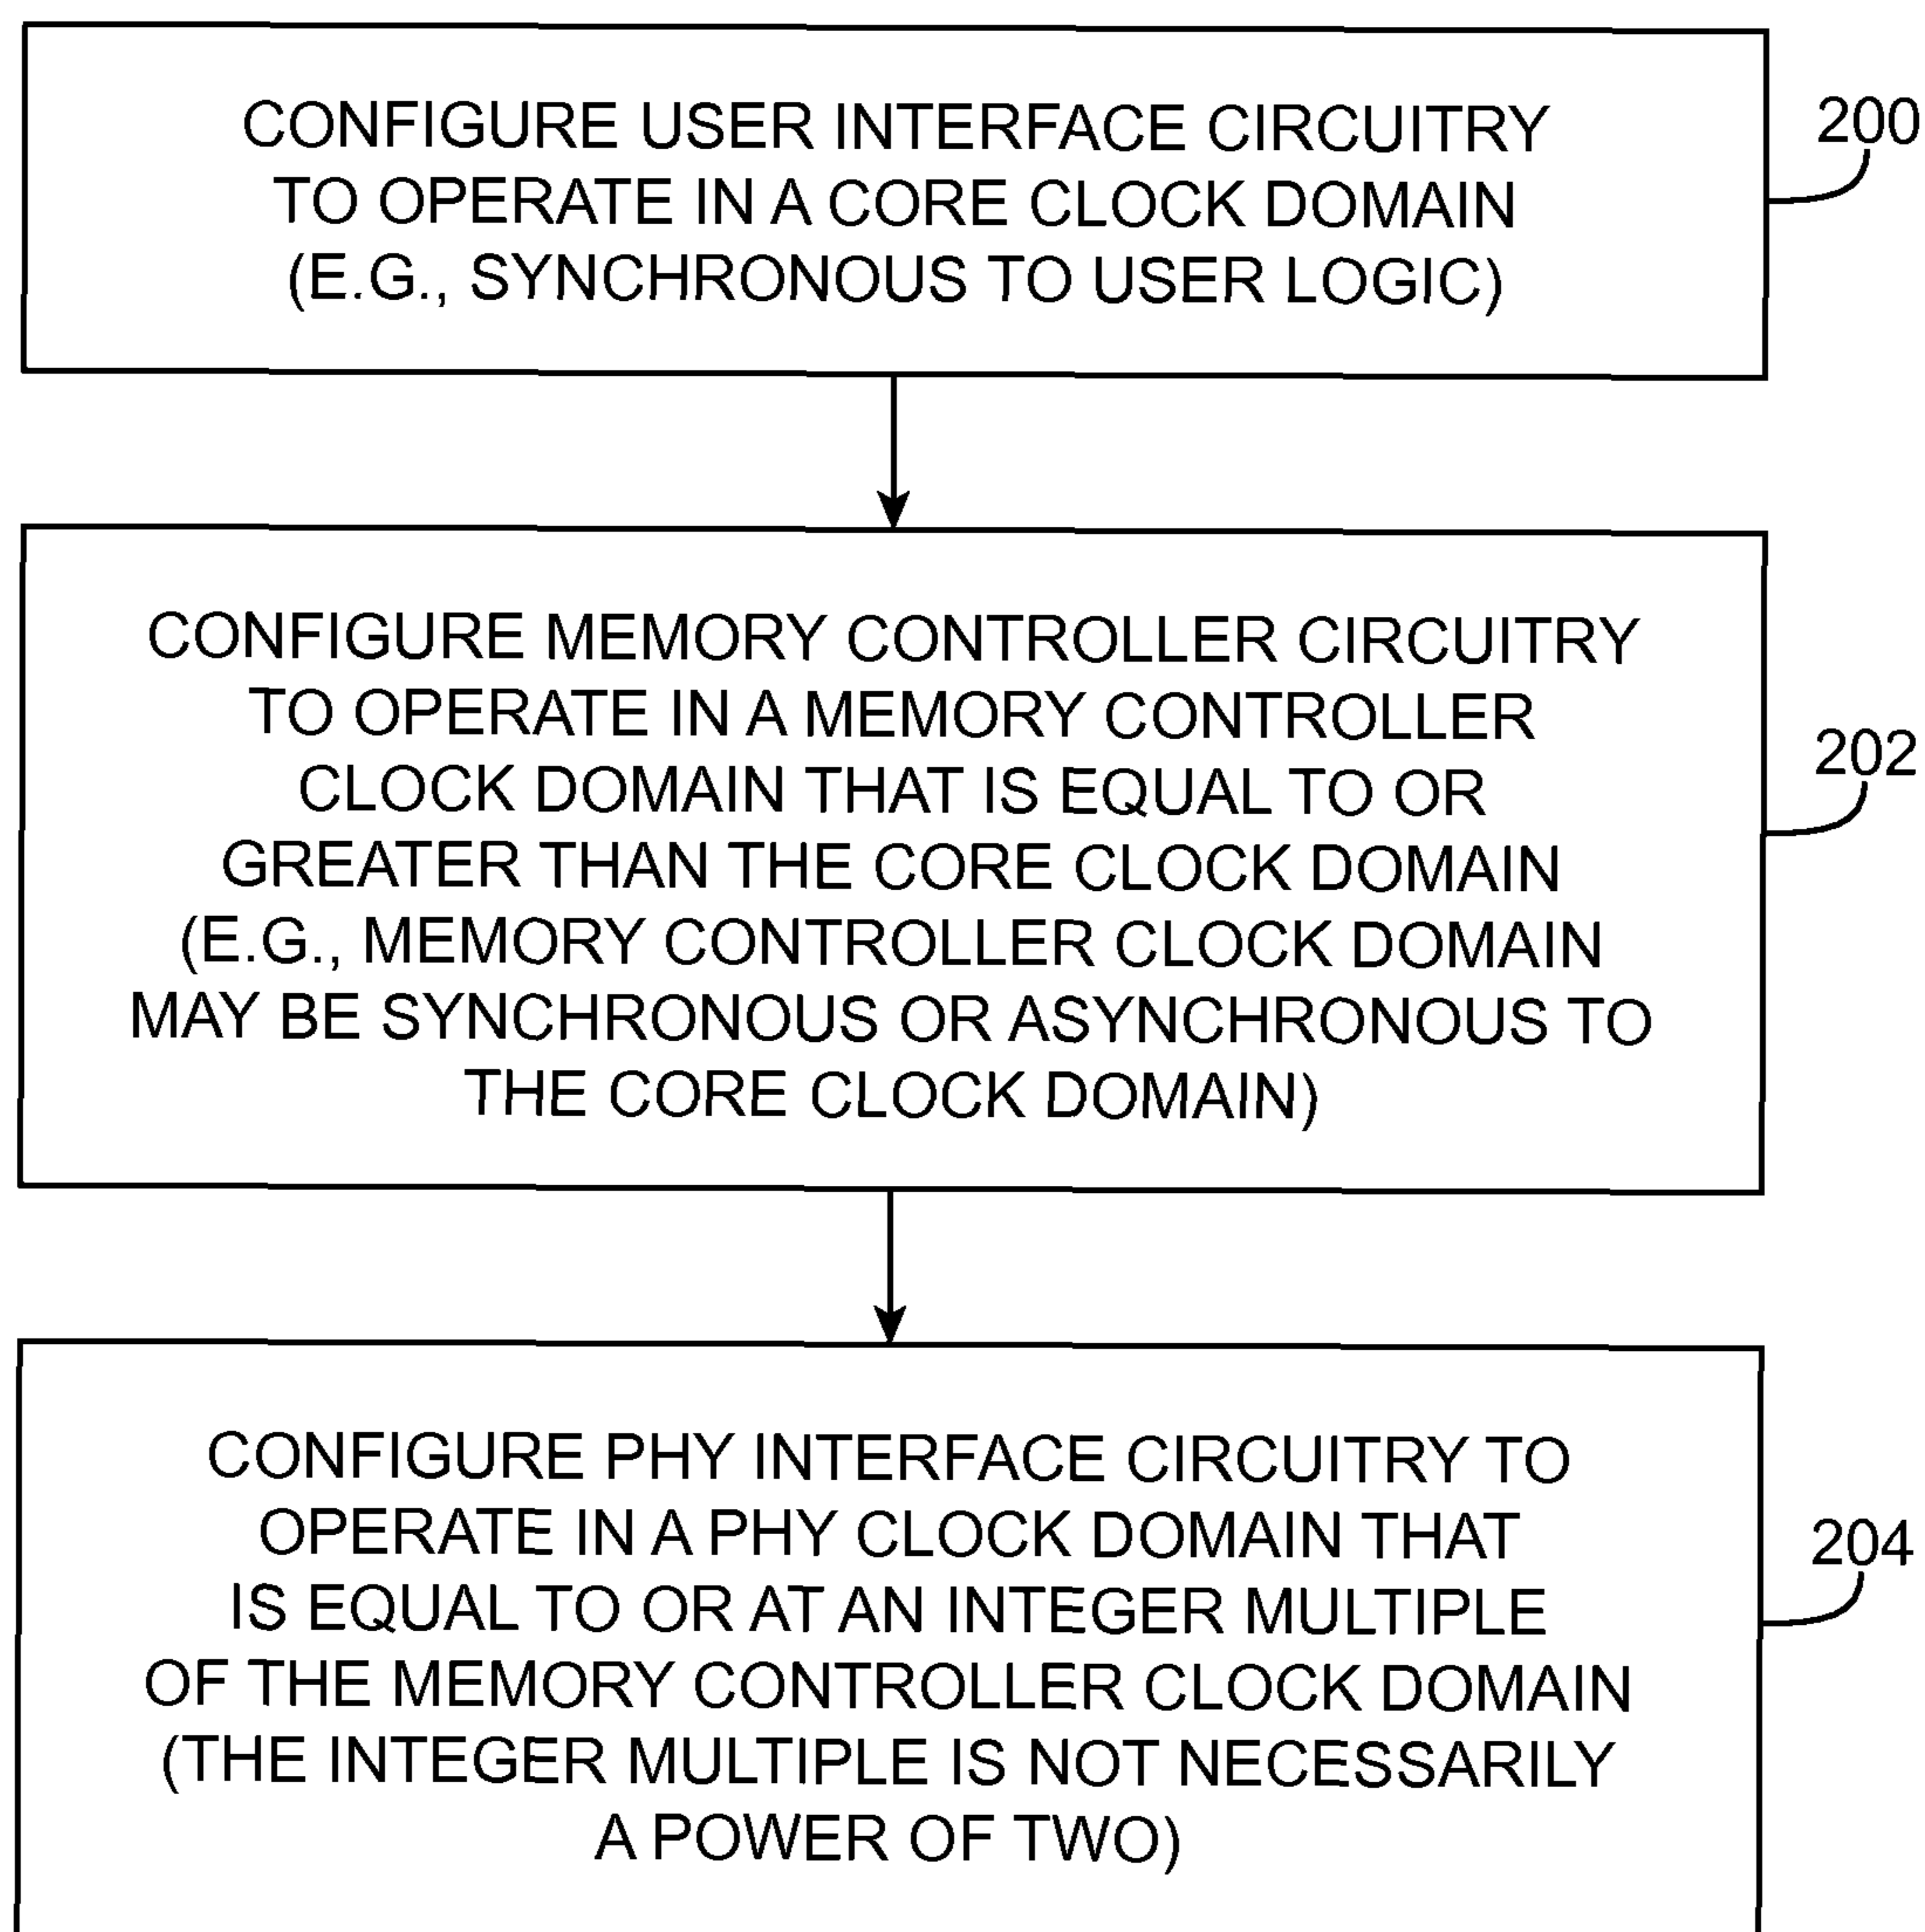 CONFIGURE USER INTERFACE CIRCUITRY
TO OPERATE IN A CORE CLOCK DOMAIN
(E.G., SYNCHRONOUS TO USER LOGIC)
200
CONFIGURE MEMORY CONTROLLER CIRCUITRY
TO OPERATE IN A MEMORY CONTROLLER
CLOCK DOMAIN THAT IS EQUAL TO OR
GREATER THAN THE CORE CLOCK DOMAIN
(E.G., MEMORY CONTROLLER CLOCK DOMAIN
MAY BE SYNCHRONOUS OR ASYNCHRONOUS TO
THE CORE CLOCK DOMAIN)
202
CONFIGURE PHY INTERFACE CIRCUITRY TO
OPERATE IN A PHY CLOCK DOMAIN THAT
IS EQUAL TO OR AT AN INTEGER MULTIPLE
OF THE MEMORY CONTROLLER CLOCK DOMAIN
(THE INTEGER MULTIPLE IS NOT NECESSARILY
A POWER OF TWO)
204